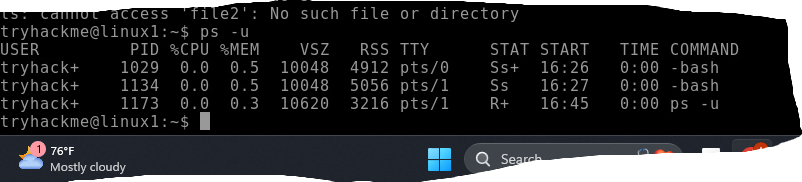 ls: cannot access 'file2': No such file or directory
tryhackme@linux1:~$ ps -u
USER         PID %CPU %MEM    VSZ   RSS TTY      STAT START   TIME COMMAND
tryhack+    1029  0.0  0.5  10048  4912 pts/0    Ss+  16:26   0:00 -bash
tryhack+    1134  0.0  0.5  10048  5056 pts/1    Ss   16:27   0:00 -bash
tryhack+    1173  0.0  0.3  10620  3216 pts/1    R+   16:45   0:00 ps -u
tryhackme@linux1:~$
1
76°F
Mostly cloudy
Search